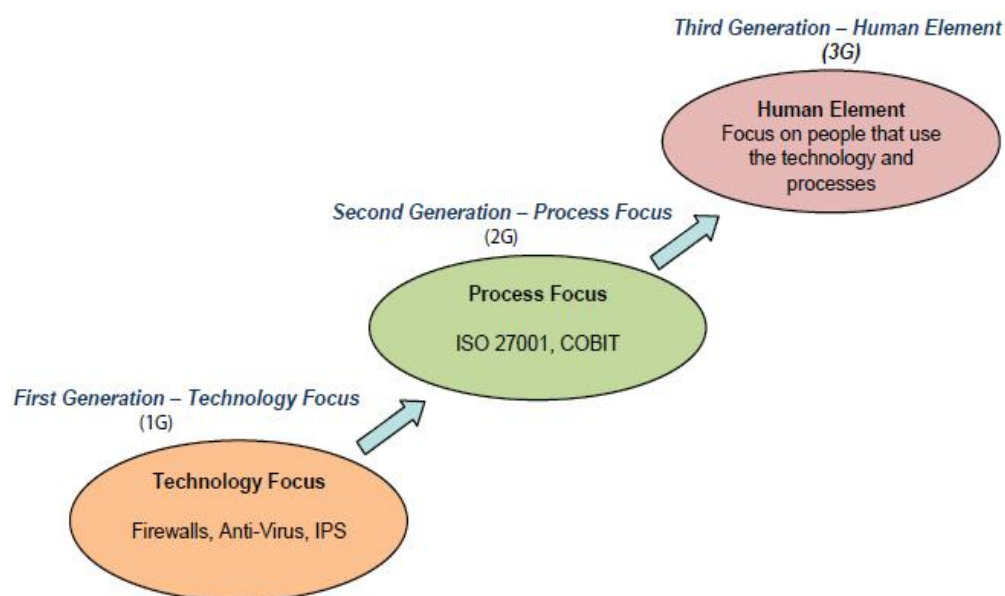 Third Generation – Human Element
(3G)
Human Element
Focus on people that use
the technology and
processes
Second Generation – Process Focus
(2G)
Process Focus
ISO 27001, COBIT
First Generation – Technology Focus
(1G)
Technology Focus
Firewalls, Anti-Virus, IPS